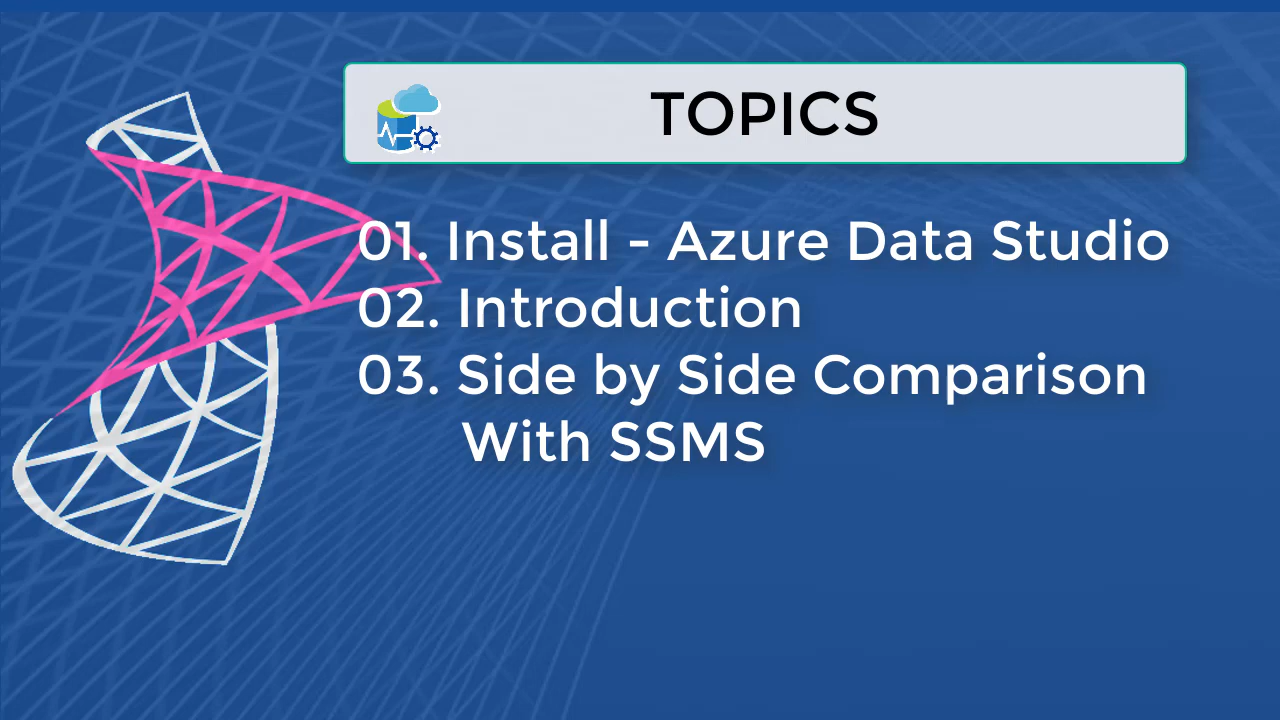 TOPICS
01. Install - Azure Data Studio
02. Introduction
03. Side by Side Comparison
With SSMS